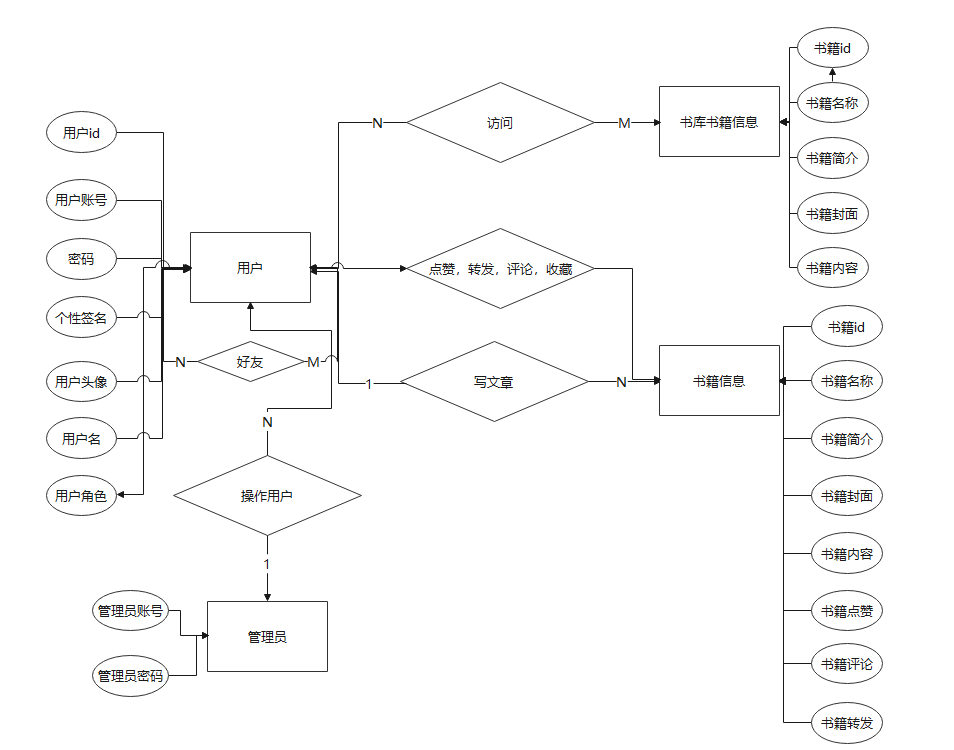 书籍id
书籍名称
书籍简介
书籍封面
书籍内容
书库书籍信息
M
访问
N
用户id
用户账号
密码
个性签名
用户头像
用户名
用户角色
用户
点赞，转发，评论，收藏
N
好友
M
1
写文章
N
书籍信息
书籍id
书籍名称
书籍简介
书籍封面
书籍内容
书籍点赞
书籍评论
书籍转发
N
操作用户
1
管理员账号
管理员密码
管理员